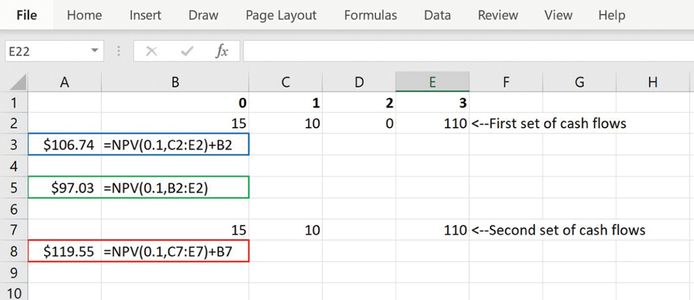 File Home Insert Draw Page Layout Formulas Data Review View Help
E22 fx
A B C D E F G H
1 0 1 2 3
2 15 10 0 110 <--First set of cash flows
3 $106.74 =NPV(0.1,C2:E2)+B2
4
5 $97.03 =NPV(0.1,B2:E2)
6
7 15 10 110 <--Second set of cash flows
8 $119.55 =NPV(0.1,C7:E7)+B7
9
10